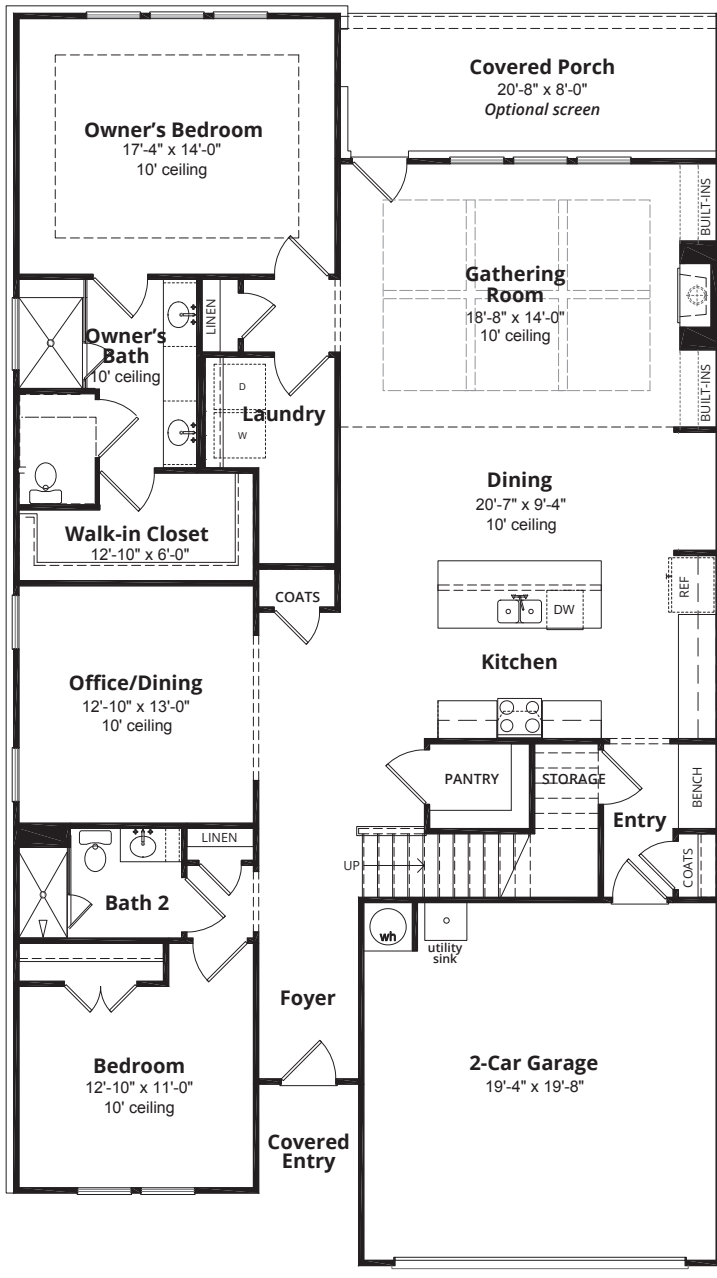 Covered Porch
20'-8" x 8'-0"
Optional screen
Owner's Bedroom
17'-4" x 14'-0"
10' ceiling
BUILT-INS
Gathering
Room
18'-8" x 14'-0"
10' ceiling
LINEN
Owner's
Bath
10' ceiling
BUILT-INS
D
Laundry
W
Dining
20'-7" x 9'-4"
10' ceiling
Walk-in Closet
12'-10" x 6'-0"
COATS
REF
DW
Kitchen
Office/Dining
12'-10" x 13'-0"
10' ceiling
PANTRY
STORAGE
BENCH
Entry
LINEN
UP
COATS
Bath 2
wh
utility
sink
Foyer
Bedroom
12'-10" x 11'-0"
10' ceiling
2-Car Garage
19'-4" x 19'-8"
Covered
Entry